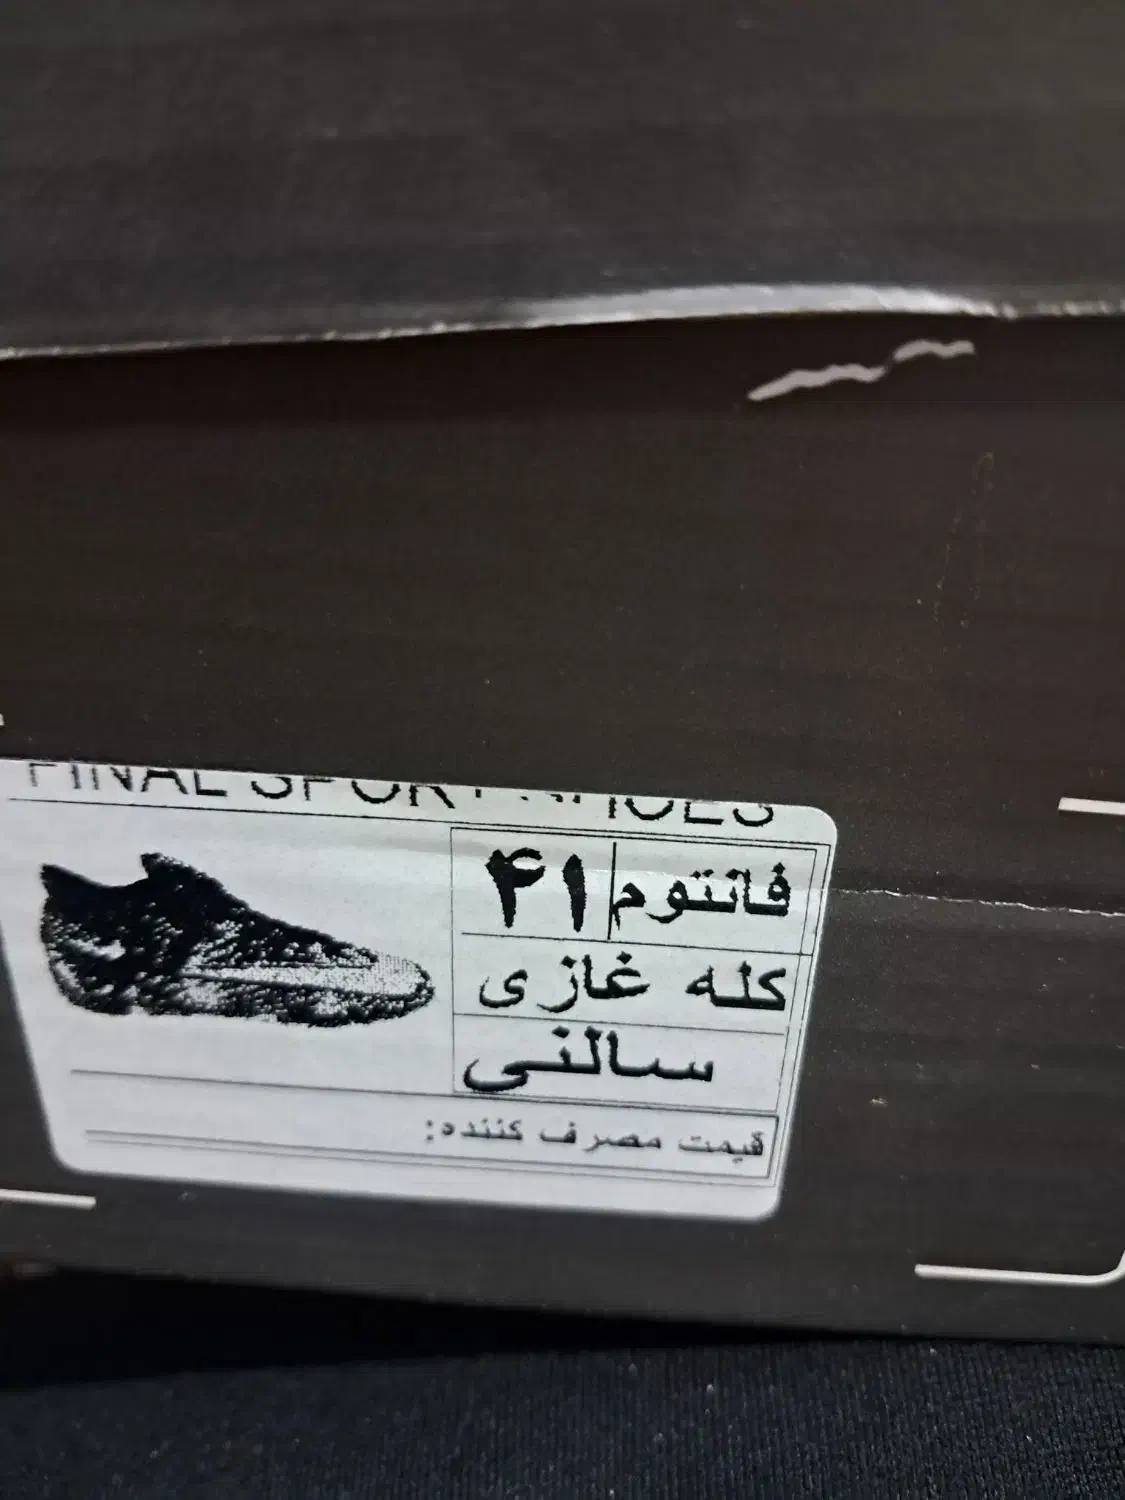 FINAL SPORT SHOES
فانتوم ۴۱
کله غازی
سالنی
قیمت مصرف کننده: